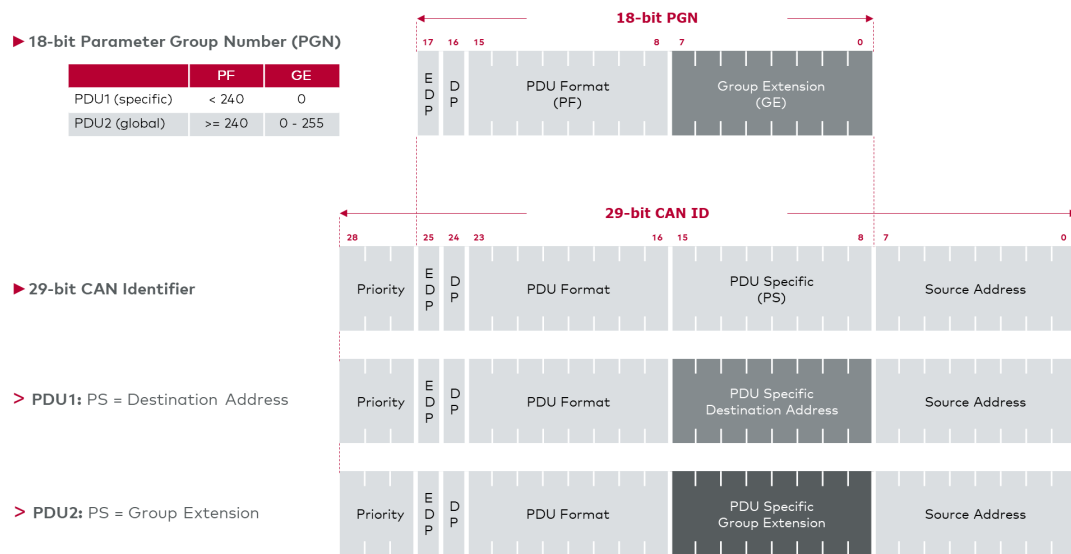 18-bit PGN
▶ 18-bit Parameter Group Number (PGN)
17 16 15 8 7 0
PF GE
PDU1 (specific) < 240 0
PDU2 (global) >= 240 0 - 255
E
D
P
D
P
PDU Format
(PF)
Group Extension
(GE)
29-bit CAN ID
28 25 24 23 16 15 8 7 0
▶ 29-bit CAN Identifier
Priority
E
D
P
D
P
PDU Format
PDU Specific
(PS)
Source Address
> PDU1: PS = Destination Address
Priority
E
D
P
D
P
PDU Format
PDU Specific
Destination Address
Source Address
> PDU2: PS = Group Extension
Priority
E
D
P
D
P
PDU Format
PDU Specific
Group Extension
Source Address